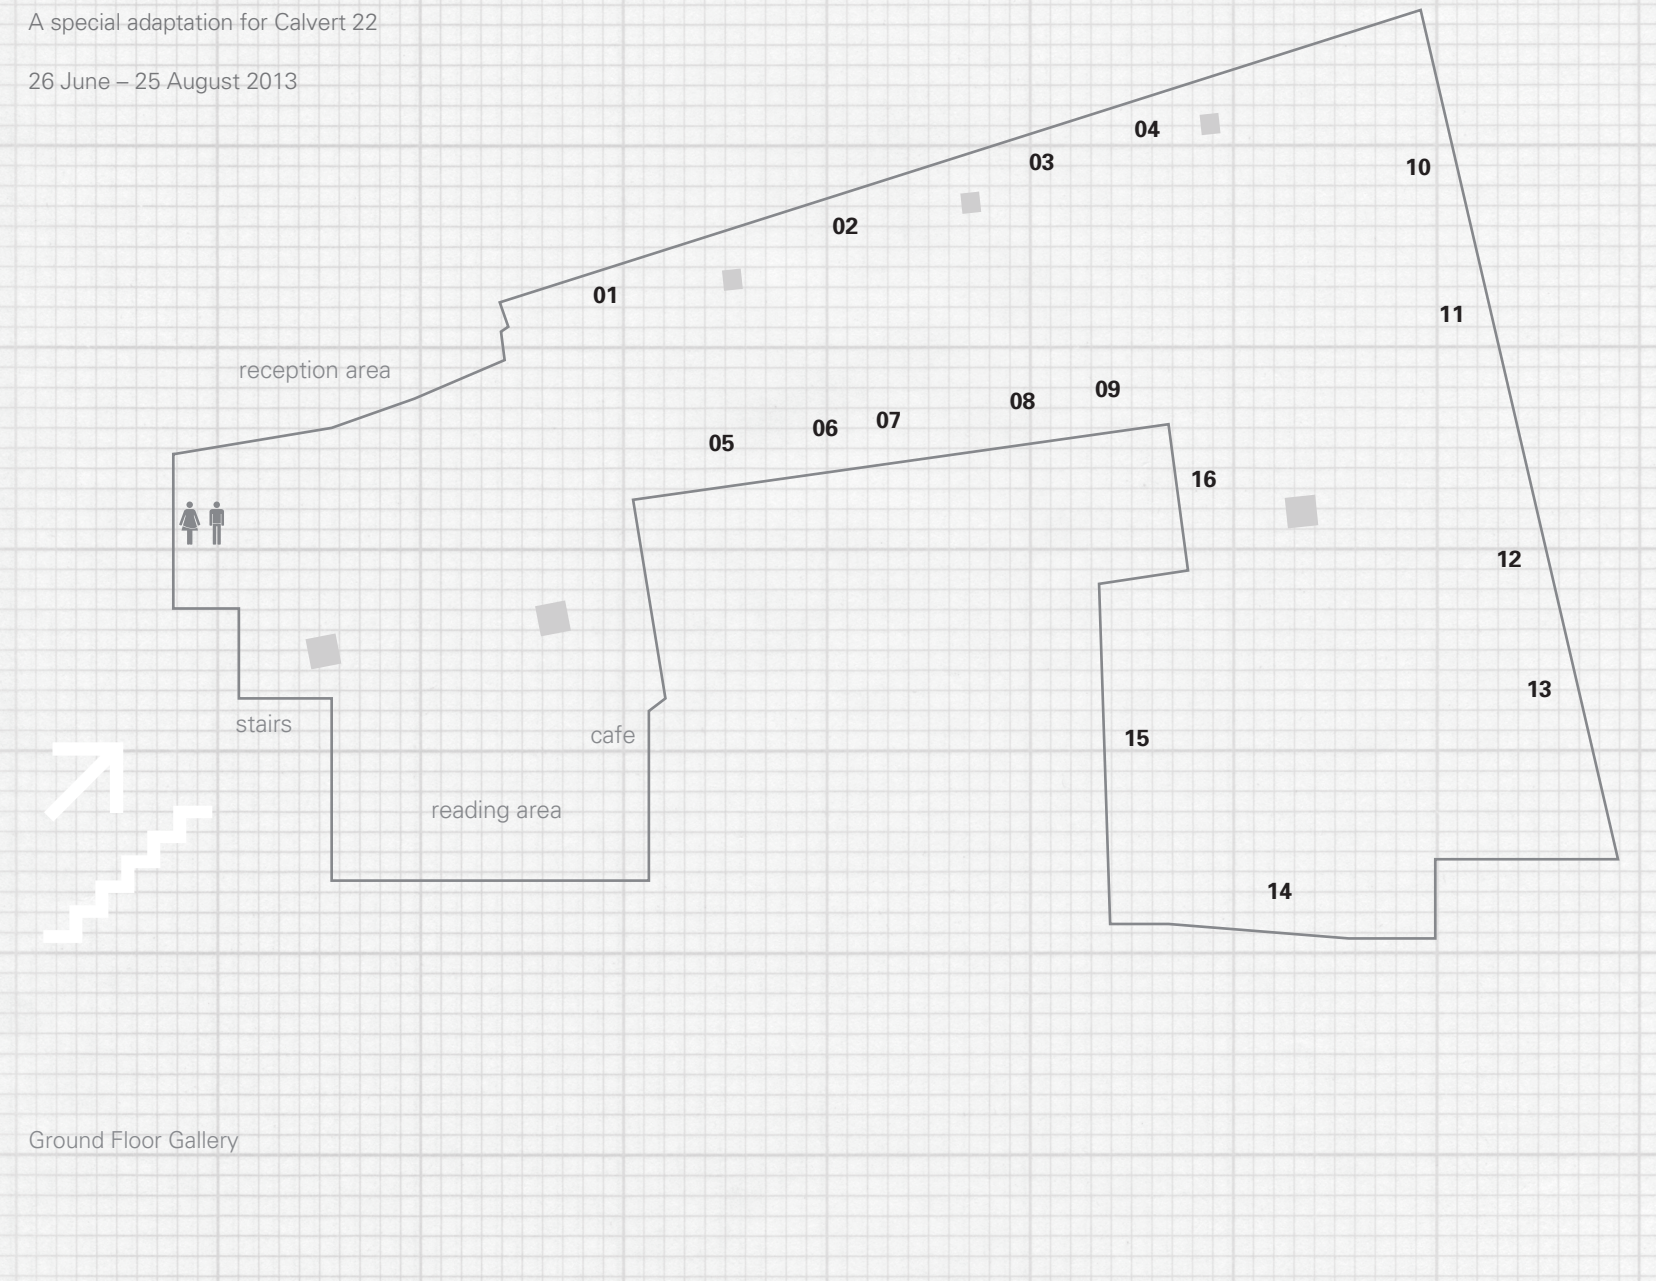 A special adaptation for Calvert 22
26 June – 25 August 2013
04
03
10
02
01
11
reception area
09
08
07
06
05
16
12
13
stairs
cafe
15
reading area
14
Ground Floor Gallery